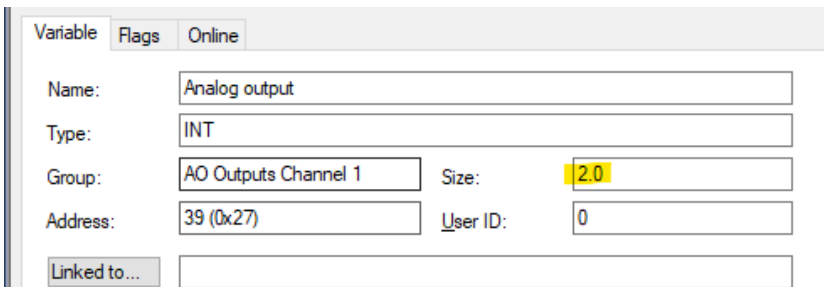 Variable Flags Online
Name: Analog output
Type: INT
Group: AO Outputs Channel 1 Size: 2.0
Address: 39 (0x27) User ID: 0
Linked to...